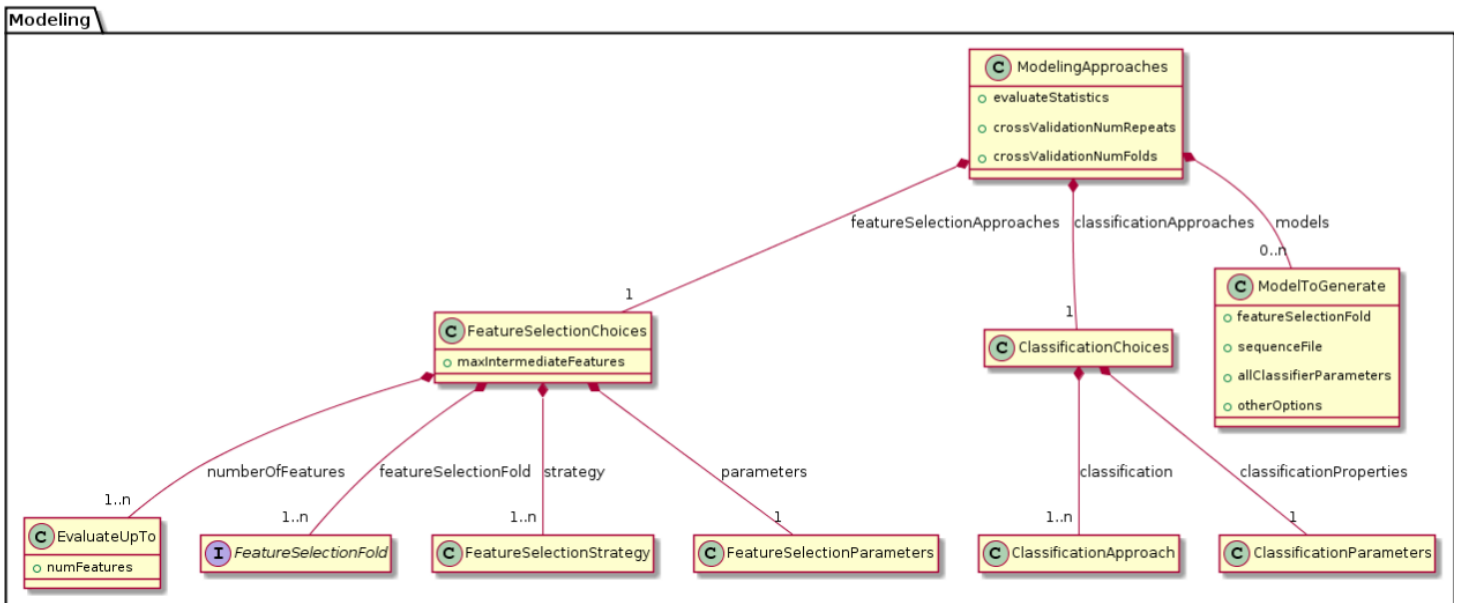 Modeling
C ModelingApproaches
evaluateStatistics
crossValidationNumRepeats
crossValidationNumFolds
featureSelectionApproaches
classificationApproaches
models
0..n
1
1
C ModelToGenerate
featureSelectionFold
sequenceFile
allClassifierParameters
otherOptions
C FeatureSelectionChoices
maxIntermediateFeatures
C ClassificationChoices
numberOfFeatures
featureSelectionFold
strategy
parameters
classification
classificationProperties
1..n
1..n
1..n
1
1..n
1
C EvaluateUpTo
numFeatures
I FeatureSelectionFold
C FeatureSelectionStrategy
C FeatureSelectionParameters
C ClassificationApproach
C ClassificationParameters